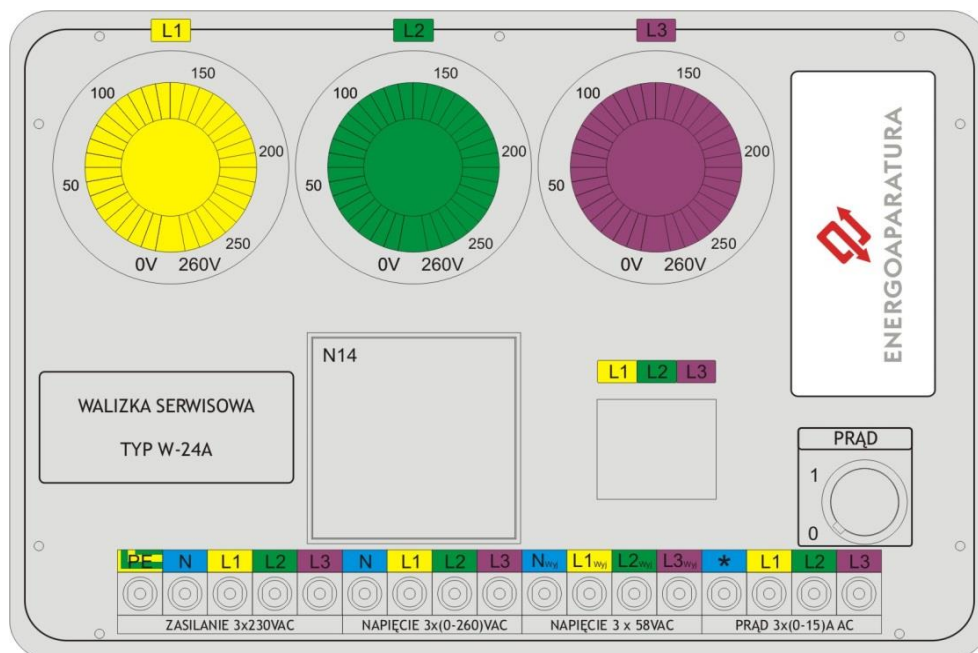 L1 L2 L3
150 150 150
100 100 100
200 200 200
50 50 50
250 250 250
0V 260V 0V 260V 0V 260V
ENERGOAPARATURA
N14
L1 L2 L3
WALIZKA SERWISOWA
TYP W-24A
PRĄD
1
0
PE N L1 L2 L3 N L1 L2 L3 Nwyj L1wyj L2wyj L3wyj * L1 L2 L3
ZASILANIE 3x230VAC NAPIĘCIE 3x(0-260)VAC NAPIĘCIE 3 x 58VAC PRĄD 3x(0-15)A AC